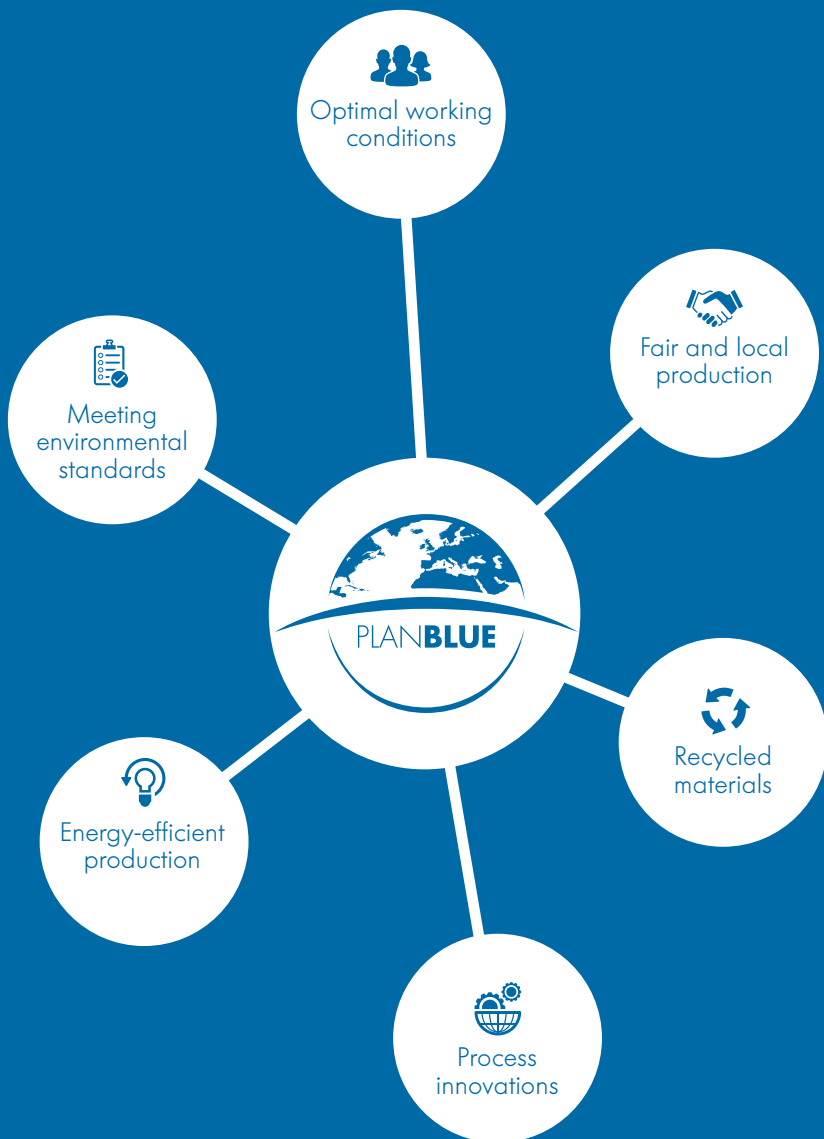 Optimal working
conditions
Fair and local
production
Meeting
environmental
standards
PLANBLUE
Recycled
materials
Energy-efficient
production
Process
innovations